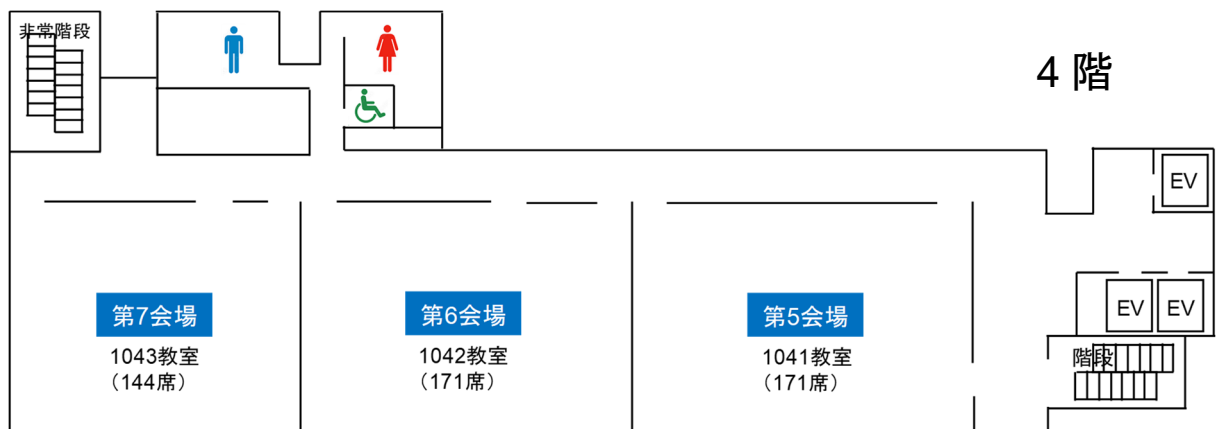 非常階段
4 階
EV
EV
EV
第7会場
1043教室
（144席）
第6会場
1042教室
（171席）
第5会場
1041教室
（171席）
階段